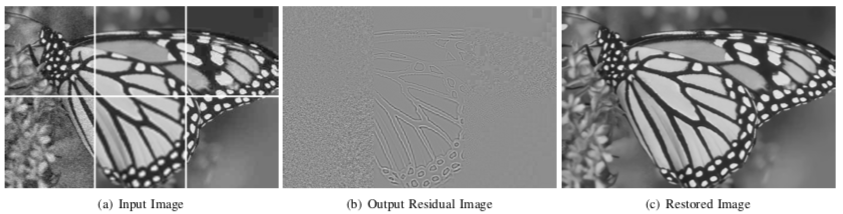 (a) Input Image
(b) Output Residual Image
(c) Restored Image